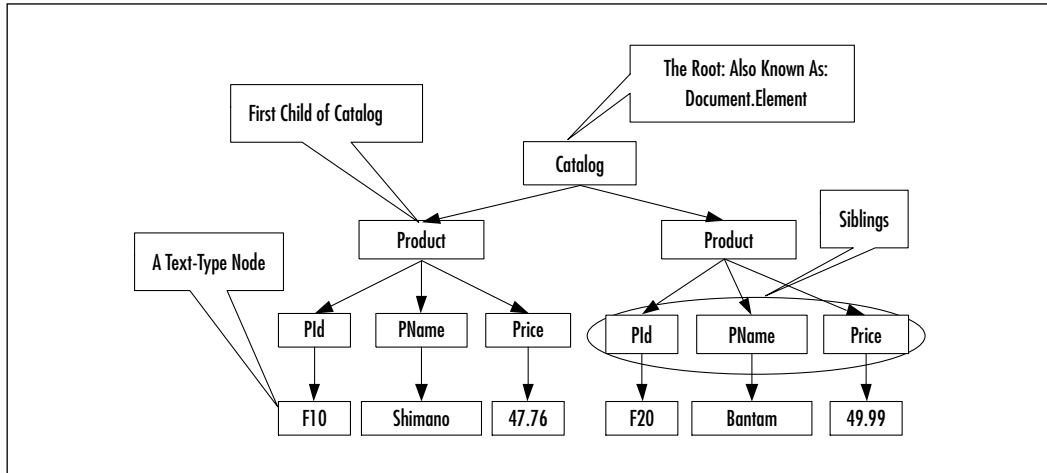 The Root: Also Known As:
Document.Element
First Child of Catalog
Catalog
Siblings
Product
Product
A Text-Type Node
PId
PName
Price
PId
PName
Price
F10
Shimano
47.76
F20
Bantam
49.99